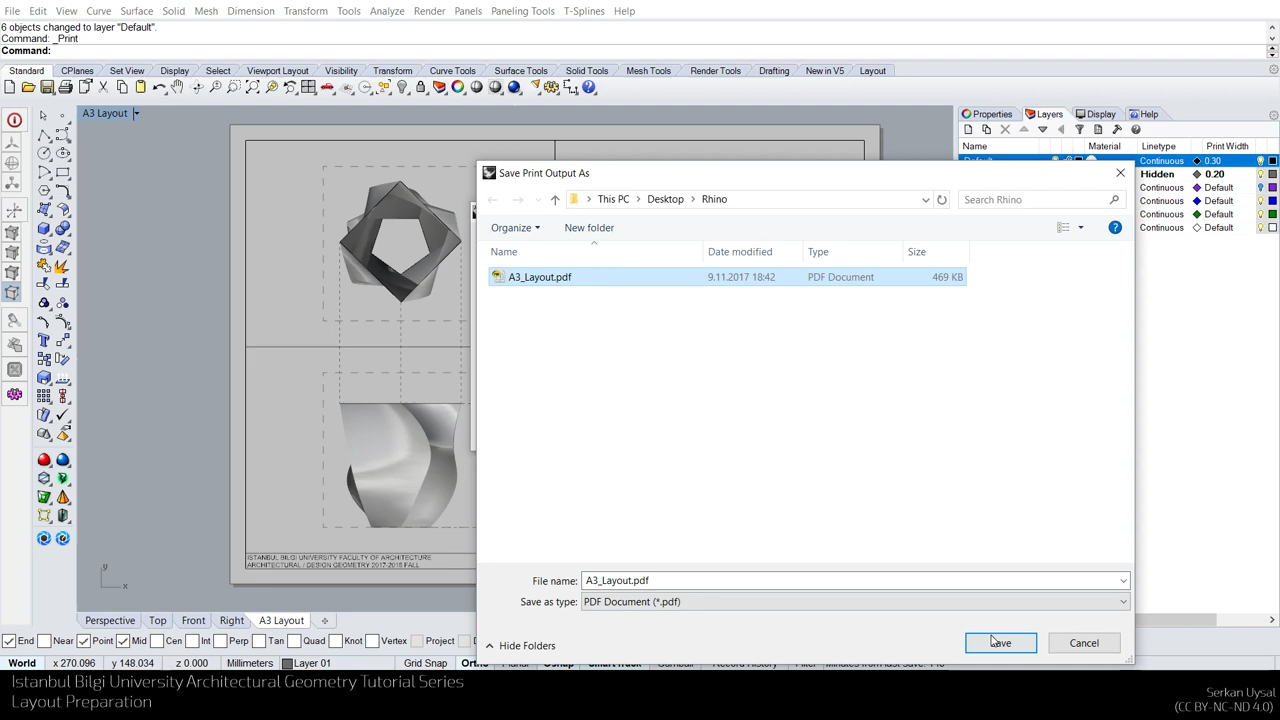 File Edit View Curve Surface Solid Mesh Dimension Transform Tools Analyze Render Panels Paneling Tools T-Splines Help
6 objects changed to layer "Default".
Command: _Print
Command:
Standard CPlanes Set View Display Select Viewport Layout Visibility Transform Curve Tools Surface Tools Solid Tools Mesh Tools Render Tools Drafting New in V5 Layout
A3 Layout
Properties Layers Display Help
Name Material Linetype Print Width
Continuous 0.30
Hidden 0.20
Continuous Default
Continuous Default
Continuous Default
Continuous Default
Save Print Output As
This PC Desktop Rhino
Search Rhino
Organize New folder
Name Date modified Type Size
A3_Layout.pdf 9.11.2017 18:42 PDF Document 469 KB
File name: A3_Layout.pdf
Save as type: PDF Document (*.pdf)
Hide Folders
Cancel
ISTANBUL BILGI UNIVERSITY FACULTY OF ARCHITECTURE
ARCHITECTURAL / DESIGN GEOMETRY 2017-2018 FALL
y
x
Perspective Top Front Right A3 Layout
End Near Point Mid Cen Int Perp Tan Quad Knot Vertex Project
World x 270.096 y 148.034 z 0.000 Millimeters Layer 01 Grid Snap
Istanbul Bilgi University Architectural Geometry Tutorial Series
Layout Preparation
Serkan Uysal
(CC BY-NC-ND 4.0)